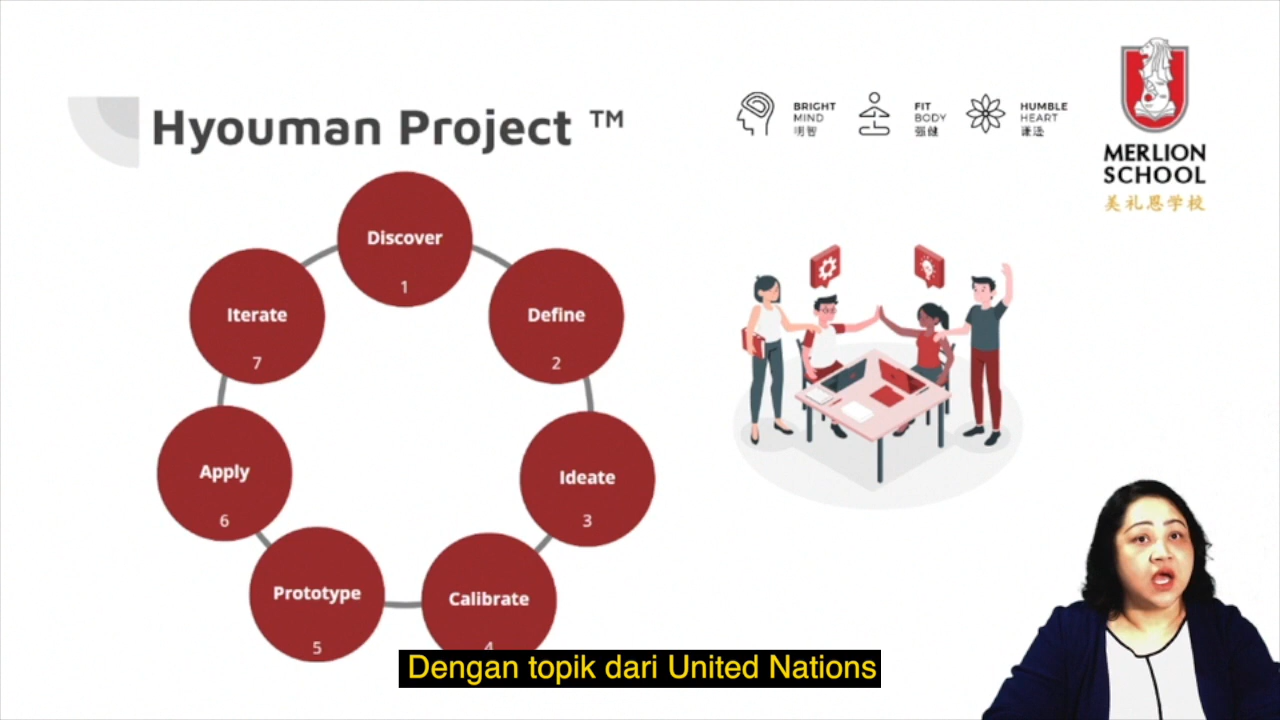 Hyouman Project ™
BRIGHT
MIND
明智
FIT
BODY
强健
HUMBLE
HEART
谦逊
MERLION
SCHOOL
美礼恩学校
Discover
1
Define
2
Ideate
3
Calibrate
4
Prototype
5
Apply
6
Iterate
7
Dengan topik dari United Nations